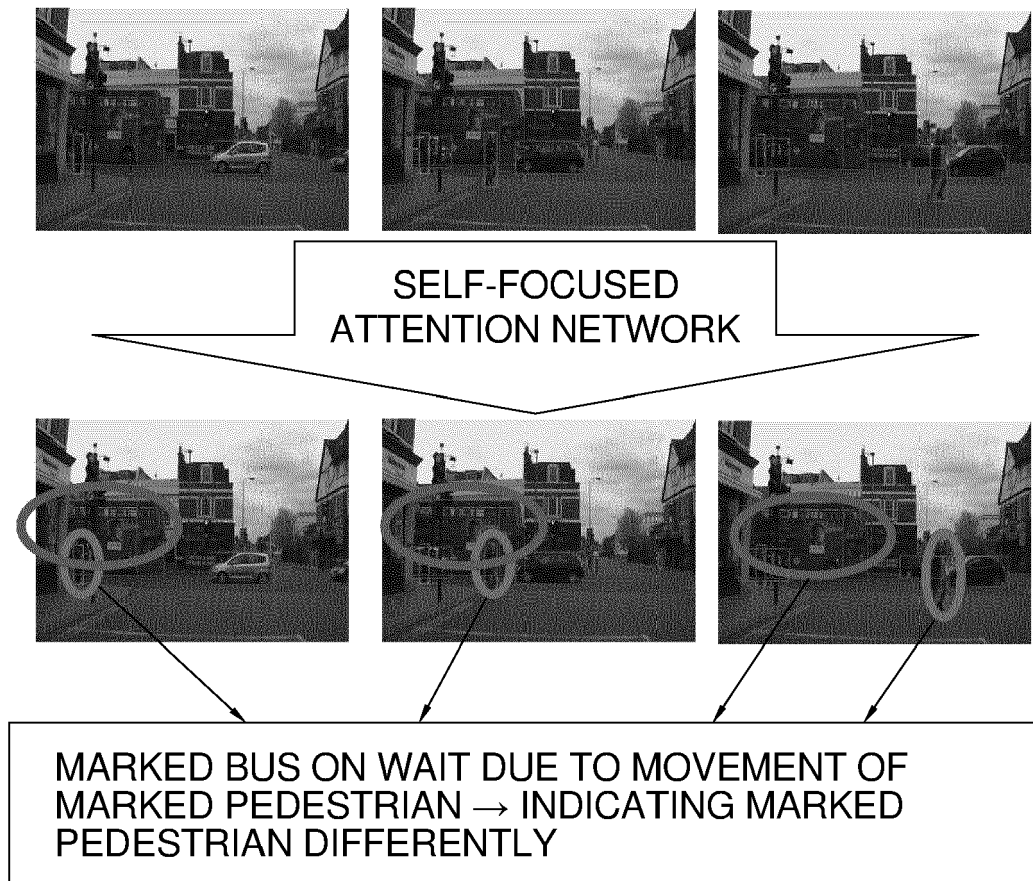 SELF-FOCUSED
ATTENTION NETWORK
MARKED BUS ON WAIT DUE TO MOVEMENT OF
MARKED PEDESTRIAN → INDICATING MARKED
PEDESTRIAN DIFFERENTLY